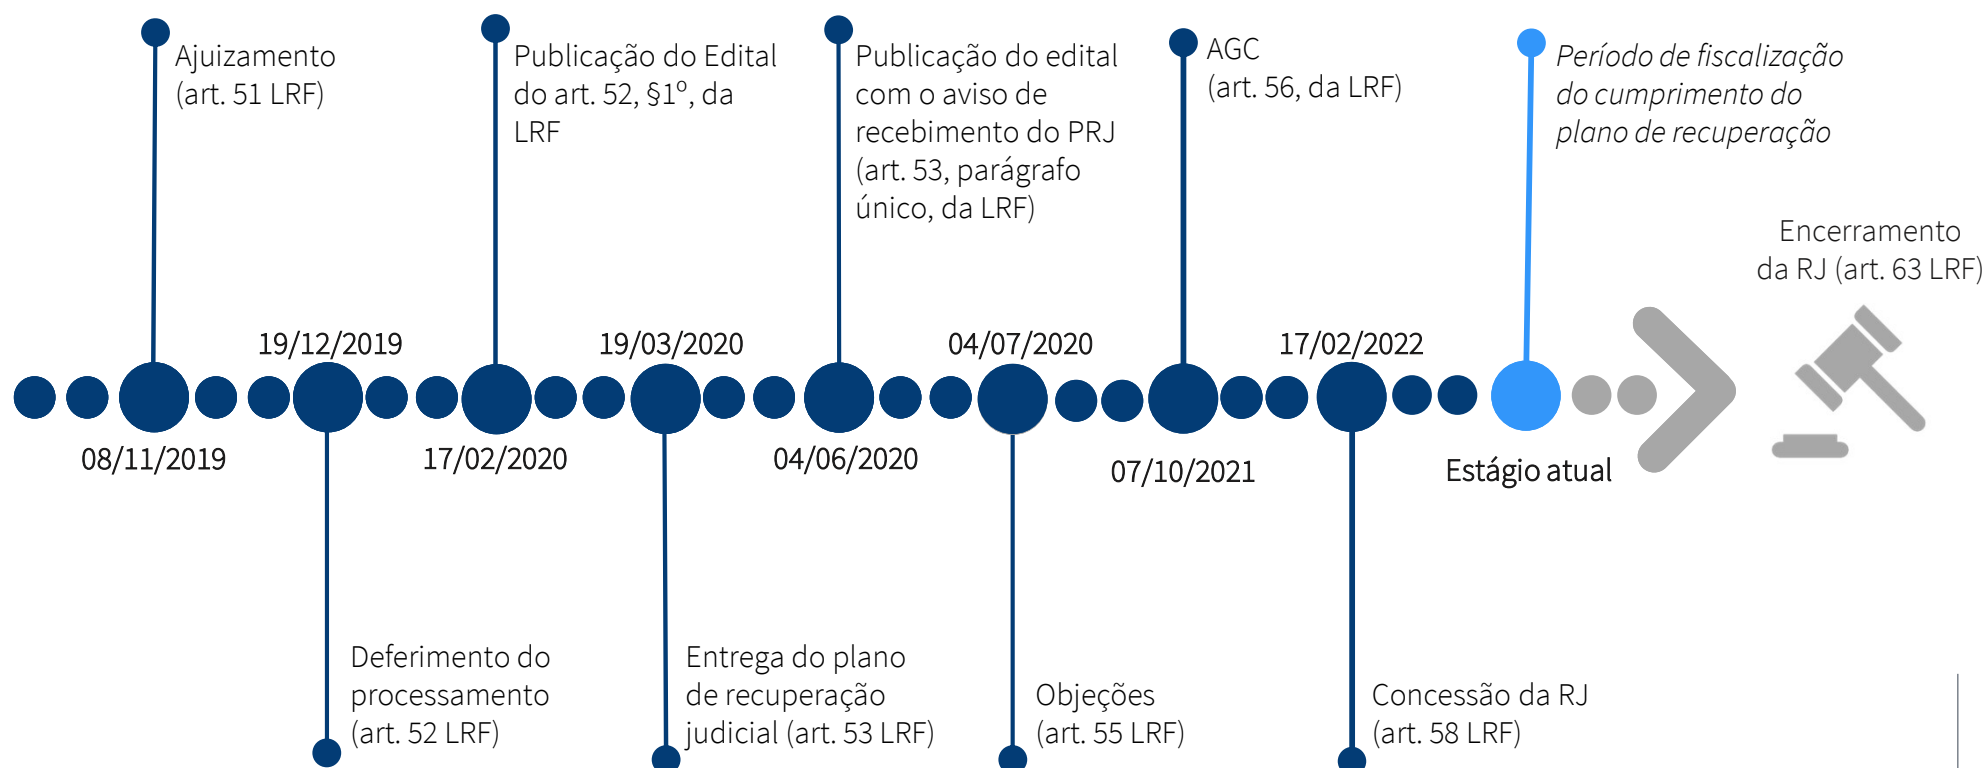 Ajuizamento
(art. 51 LRF)
Publicação do Edital
do art. 52, §1º, da
LRF
Publicação do edital
com o aviso de
recebimento do PRJ
(art. 53, parágrafo
único, da LRF)
AGC
(art. 56, da LRF)
Período de fiscalização
do cumprimento do
plano de recuperação
Encerramento
da RJ (art. 63 LRF)
19/12/2019
19/03/2020
04/07/2020
17/02/2022
08/11/2019
17/02/2020
04/06/2020
07/10/2021
Estágio atual
Deferimento do
processamento
(art. 52 LRF)
Entrega do plano
de recuperação
judicial (art. 53 LRF)
Objeções
(art. 55 LRF)
Concessão da RJ
(art. 58 LRF)